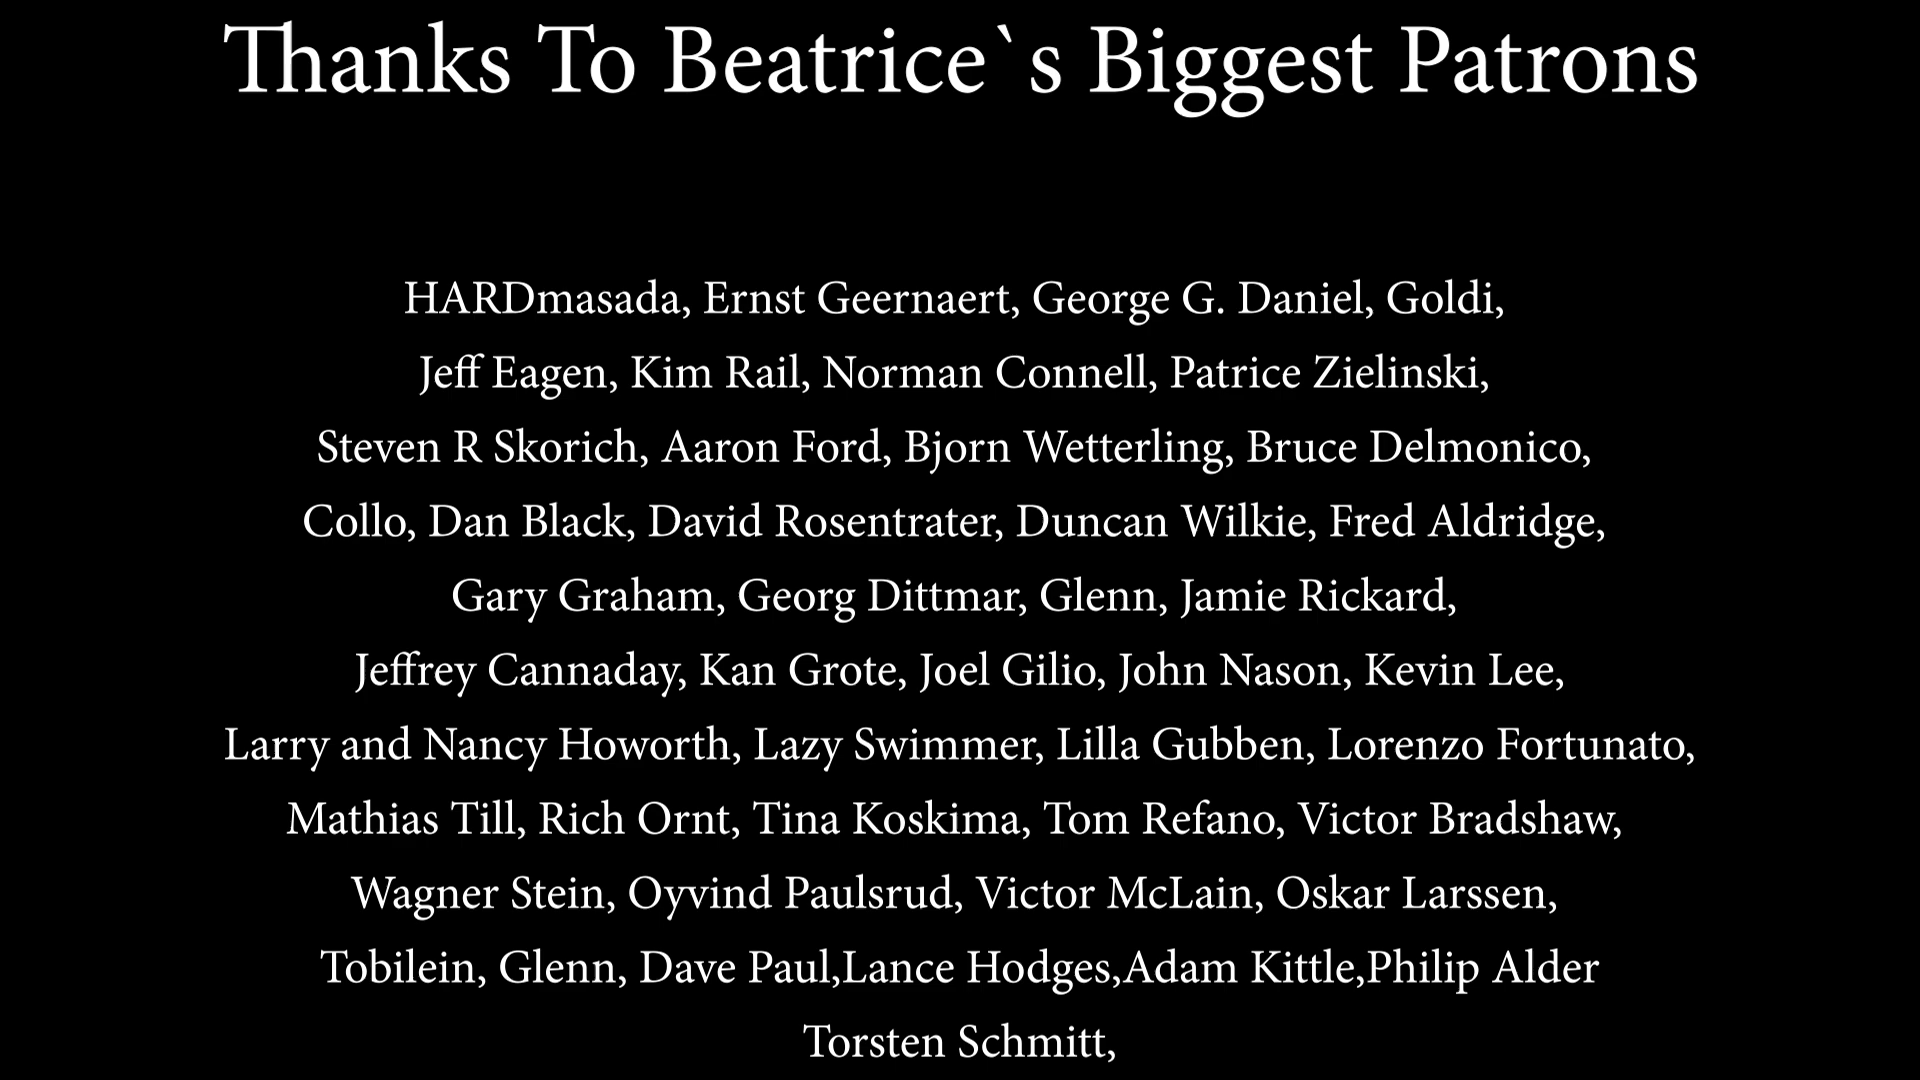 Thanks To Beatrice`s Biggest Patrons
HARDmasada, Ernst Geernaert, George G. Daniel, Goldi,
Jeff Eagen, Kim Rail, Norman Connell, Patrice Zielinski,
Steven R Skorich, Aaron Ford, Bjorn Wetterling, Bruce Delmonico,
Collo, Dan Black, David Rosentrater, Duncan Wilkie, Fred Aldridge,
Gary Graham, Georg Dittmar, Glenn, Jamie Rickard,
Jeffrey Cannaday, Kan Grote, Joel Gilio, John Nason, Kevin Lee,
Larry and Nancy Howorth, Lazy Swimmer, Lilla Gubben, Lorenzo Fortunato,
Mathias Till, Rich Ornt, Tina Koskima, Tom Refano, Victor Bradshaw,
Wagner Stein, Oyvind Paulsrud, Victor McLain, Oskar Larssen,
Tobilein, Glenn, Dave Paul,Lance Hodges,Adam Kittle,Philip Alder
Torsten Schmitt,